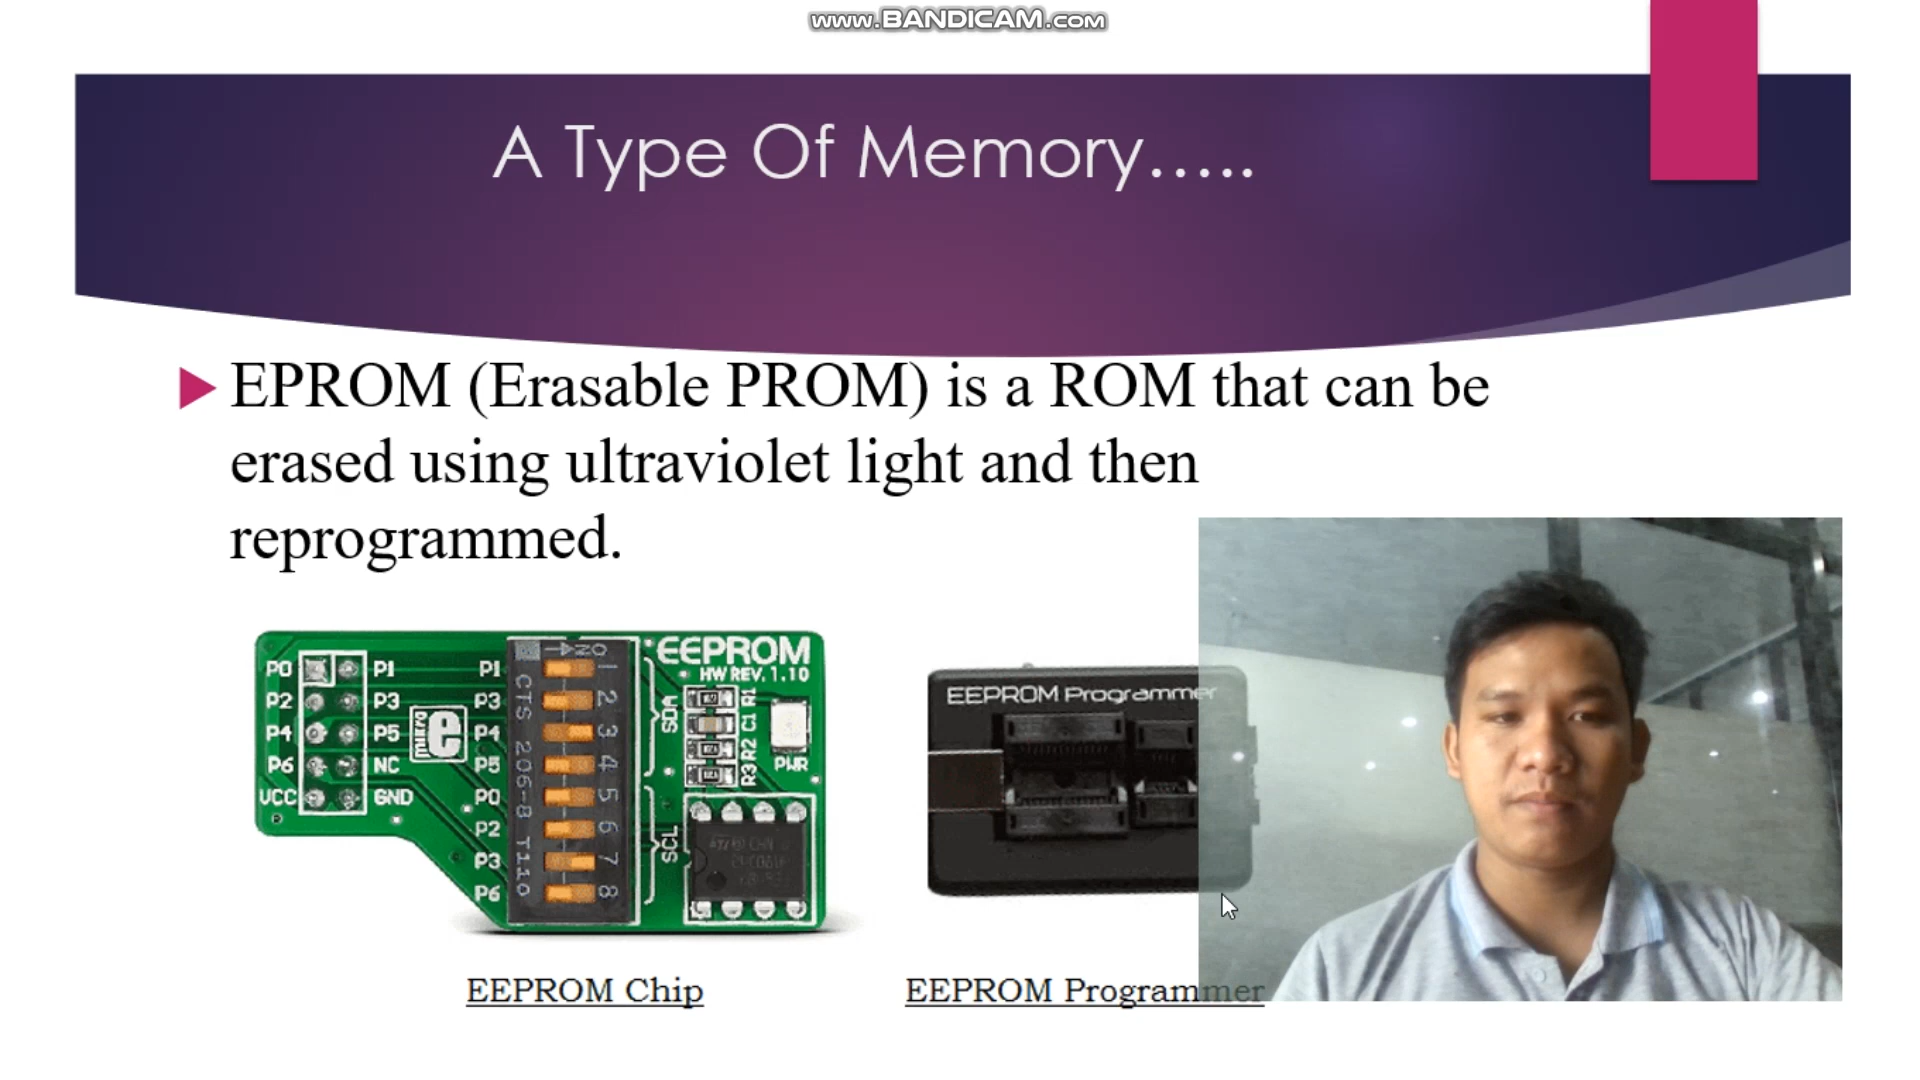 www.BANDICAM.com
A Type Of Memory.....
EPROM (Erasable PROM) is a ROM that can be
erased using ultraviolet light and then
reprogrammed.
EEPROM
HW REV. 1.10
P0 P1
P2 P3
P4 P5
P6 NC
VCC GND
mikro e
P1
P3
P4
P5
P0
P2
P3
P6
CTS 206-8 T110
ON
1
2
3
4
5
6
7
8
SDA
SCL
R1
C1
R2
R3
PWR
EEPROM Programmer
EEPROM Chip
EEPROM Programmer